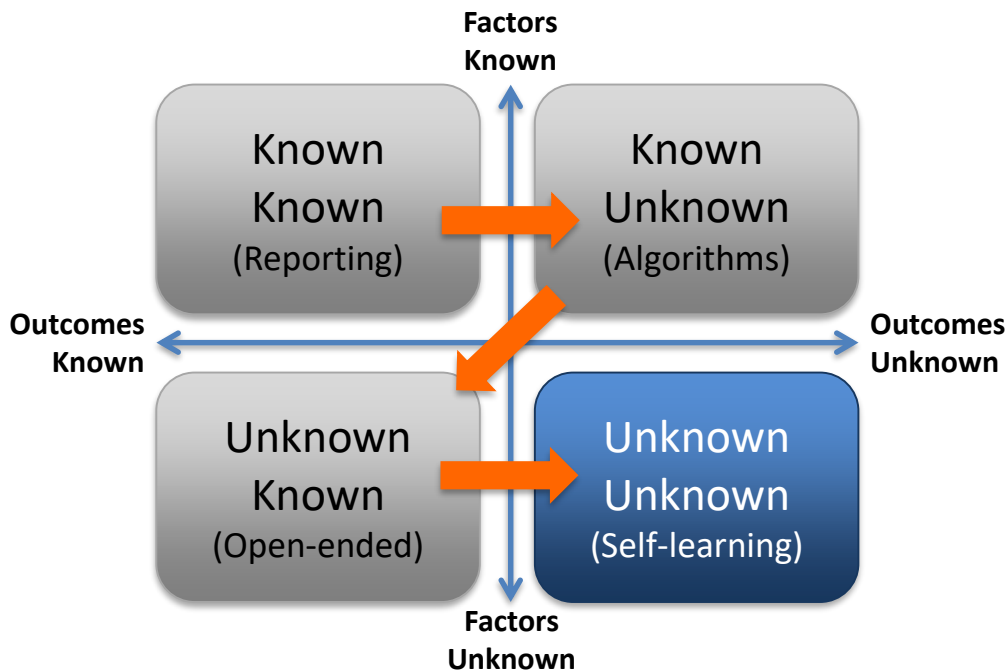 Factors
Known
Known
Known
(Reporting)
Known
Unknown
(Algorithms)
Outcomes
Known
Outcomes
Unknown
Unknown
Known
(Open-ended)
Unknown
Unknown
(Self-learning)
Factors
Unknown